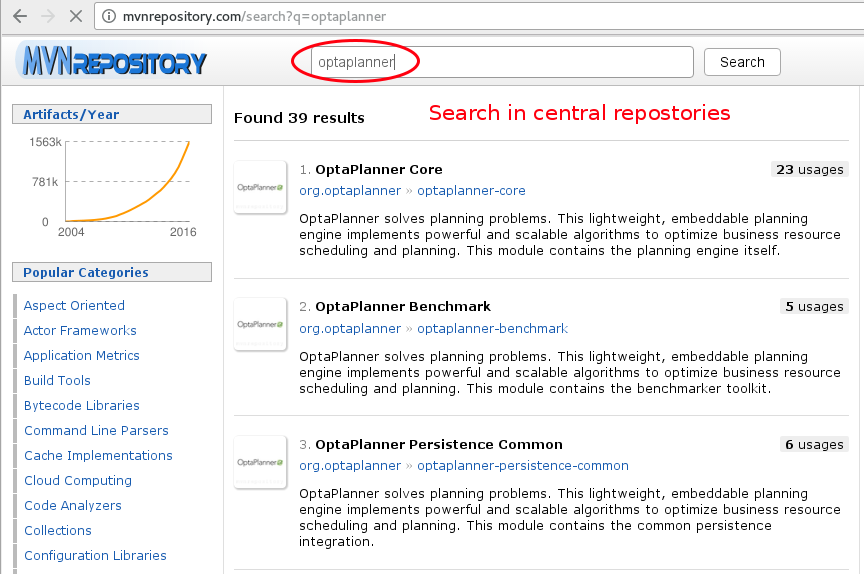 mvnrepository.com/search?q=optaplanner
MVNREPOSITORY
optaplanner
Search
Artifacts/Year
1563k
781k
0
2004
2016
Popular Categories
Aspect Oriented
Actor Frameworks
Application Metrics
Build Tools
Bytecode Libraries
Command Line Parsers
Cache Implementations
Cloud Computing
Code Analyzers
Collections
Configuration Libraries
Found 39 results
Search in central repostories
OptaPlanner
1. OptaPlanner Core
23 usages
org.optaplanner » optaplanner-core
OptaPlanner solves planning problems. This lightweight, embeddable planning
engine implements powerful and scalable algorithms to optimize business resource
scheduling and planning. This module contains the planning engine itself.
OptaPlanner
2. OptaPlanner Benchmark
5 usages
org.optaplanner » optaplanner-benchmark
OptaPlanner solves planning problems. This lightweight, embeddable planning
engine implements powerful and scalable algorithms to optimize business resource
scheduling and planning. This module contains the benchmarker toolkit.
OptaPlanner
3. OptaPlanner Persistence Common
6 usages
org.optaplanner » optaplanner-persistence-common
OptaPlanner solves planning problems. This lightweight, embeddable planning
engine implements powerful and scalable algorithms to optimize business resource
scheduling and planning. This module contains the common persistence
integration.